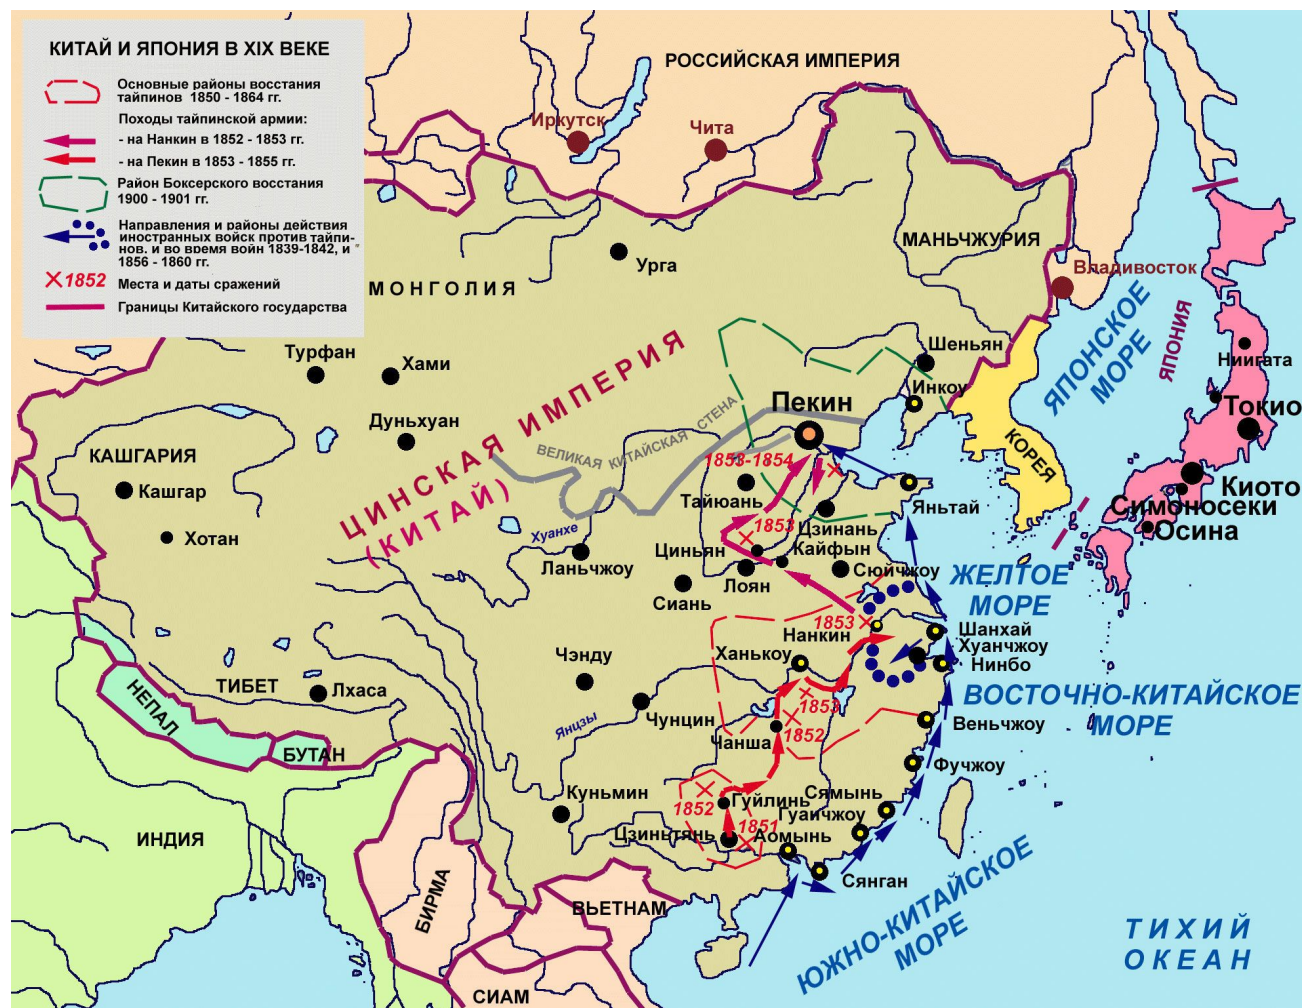 КИТАЙ И ЯПОНИЯ В XIX ВЕКЕ
Основные районы восстания
тайпинов 1850 - 1864 гг.
Походы тайпинской армии:
- на Нанкин в 1852 - 1853 гг.
- на Пекин в 1853 - 1855 гг.
Район Боксерского восстания
1900 - 1901 гг.
Направления и районы действия
иностранных войск против тайпи-
нов. и во время войн 1839-1842, и
1856 - 1860 гг.
1852 Места и даты сражений
Границы Китайского государства
РОССИЙСКАЯ ИМПЕРИЯ
Иркутск
Чита
МАНЬЧЖУРИЯ
Урга
Владивосток
МОНГОЛИЯ
ЯПОНСКОЕ
МОРЕ
ЯПОНИЯ
Ниигата
Турфан
Хами
Шеньян
Инкоу
ЦИНСКАЯ ИМПЕРИЯ
(КИТАЙ)
Пекин
Токио
Дуньхуан
ВЕЛИКАЯ КИТАЙСКАЯ СТЕНА
КОРЕЯ
КАШГАРИЯ
1853-1854
Кашгар
Тайюань
Киото
Симоносеки
Яньтай
Осина
Хотан
Хуанхе
1853
Цзинань
Циньян
Кайфын
Ланьчжоу
Лоян
Сюйчжоу
ЖЕЛТОЕ
МОРЕ
Сиань
1853
Нанкин
Шанхай
Хуанчжоу
Нинбо
Чэнду
Ханькоу
ТИБЕТ
Лхаса
НЕПАЛ
ВОСТОЧНО-КИТАЙСКОЕ
МОРЕ
1853
Янцзы
Чунцин
Веньчжоу
1852
Чанша
БУТАН
Фучжоу
Куньмин
1852
Гуйлинь
Сямынь
Гуаичжоу
1851
Цзиньтянь
Аомынь
ИНДИЯ
Сянган
БИРМА
ВЬЕТНАМ
ЮЖНО-КИТАЙСКОЕ
МОРЕ
ТИХИЙ
ОКЕАН
СИАМ